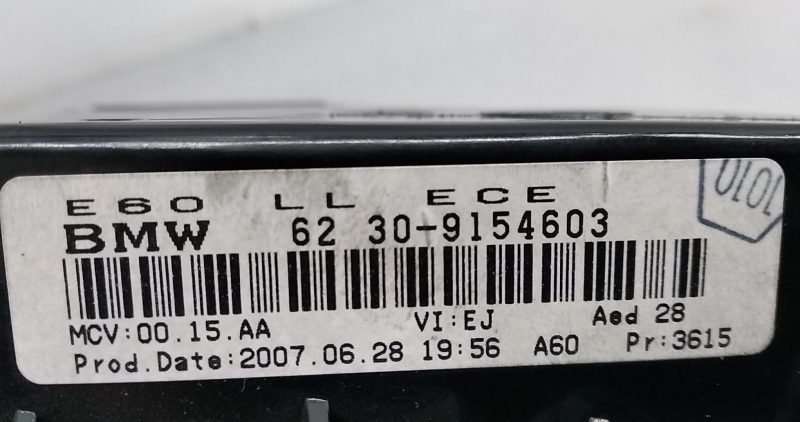 E60 LL ECE
1010
BMW 62 30-9154603
MCV:00.15.AA VI:EJ Aed 28
Prod.Date:2007.06.28 19:56 A60 Pr:3615